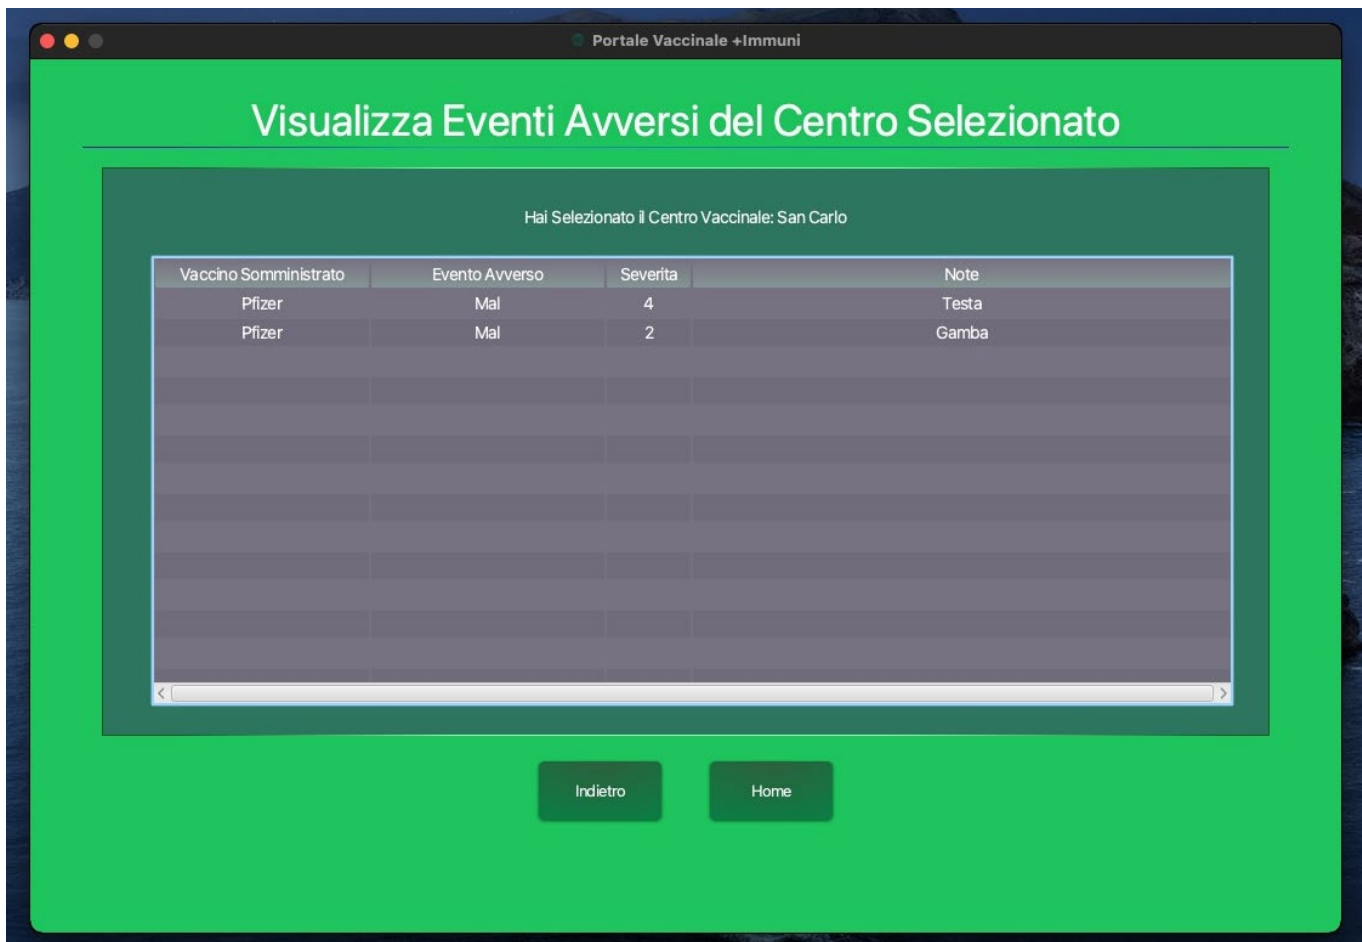 Portale Vaccinale +Immuni
Visualizza Eventi Avversi del Centro Selezionato
Hai Selezionato il Centro Vaccinale: San Carlo
Vaccino Somministrato Evento Avverso Severita Note
Pfizer Mal 4 Testa
Pfizer Mal 2 Gamba
Indietro Home